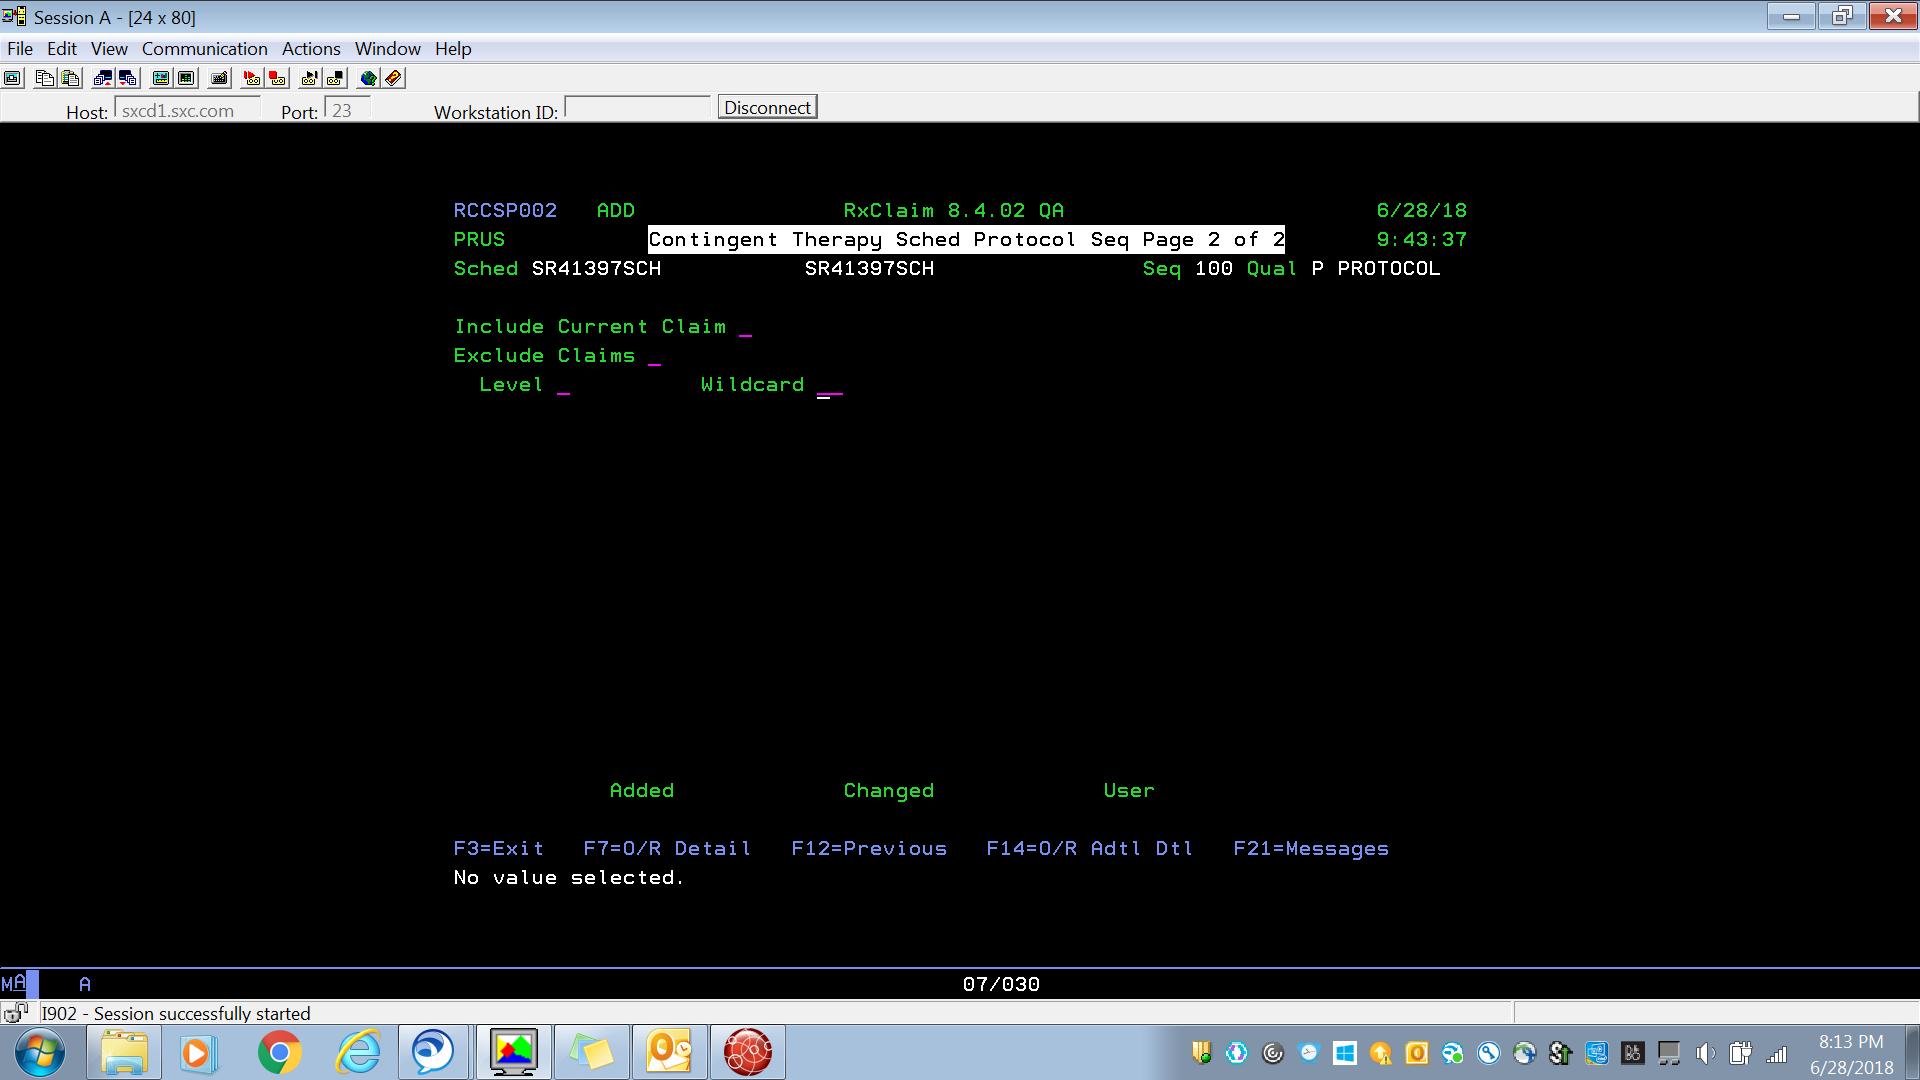 Session A - [24 x 80]
File Edit View Communication Actions Window Help
Host: sxcd1.sxc.com Port: 23 Workstation ID: Disconnect
RCCSP002 ADD RxClaim 8.4.02 QA 6/28/18
PRUS Contingent Therapy Sched Protocol Seq Page 2 of 2 9:43:37
Sched SR41397SCH SR41397SCH Seq 100 Qual P PROTOCOL
Include Current Claim _
Exclude Claims _
Level _ Wildcard __
Added Changed User
F3=Exit F7=O/R Detail F12=Previous F14=O/R Adtl Dtl F21=Messages
No value selected.
MA A 07/030
I902 - Session successfully started
8:13 PM
6/28/2018